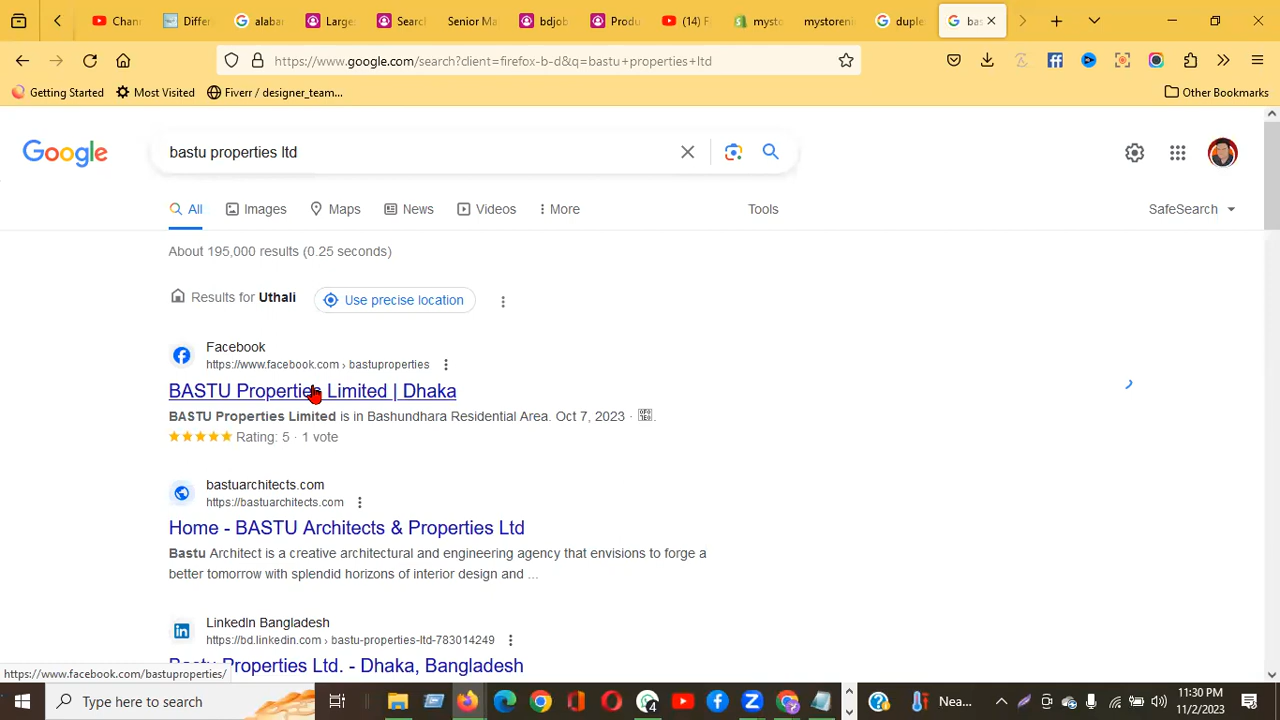 Chan
Differ
alabar
Large
Searc
Senior Ma
bdjob
Produ
(14) F
mysto
mystoreni
duple
bas
https://www.google.com/search?client=firefox-b-d&q=bastu+properties+ltd
Getting Started
Most Visited
Fiverr / designer_team...
Other Bookmarks
Google
bastu properties ltd
All
Images
Maps
News
Videos
More
Tools
SafeSearch
About 195,000 results (0.25 seconds)
Results for Uthali
Use precise location
Facebook
https://www.facebook.com › bastuproperties
BASTU Properties Limited | Dhaka
BASTU Properties Limited is in Bashundhara Residential Area. Oct 7, 2023 ·
Rating: 5 · 1 vote
bastuarchitects.com
https://bastuarchitects.com
Home - BASTU Architects & Properties Ltd
Bastu Architect is a creative architectural and engineering agency that envisions to forge a
better tomorrow with splendid horizons of interior design and ...
LinkedIn Bangladesh
https://bd.linkedin.com › bastu-properties-ltd-783014249
Bastu Properties Ltd. - Dhaka, Bangladesh
https://www.facebook.com/bastuproperties/
Type here to search
Nea...
11:30 PM
11/2/2023